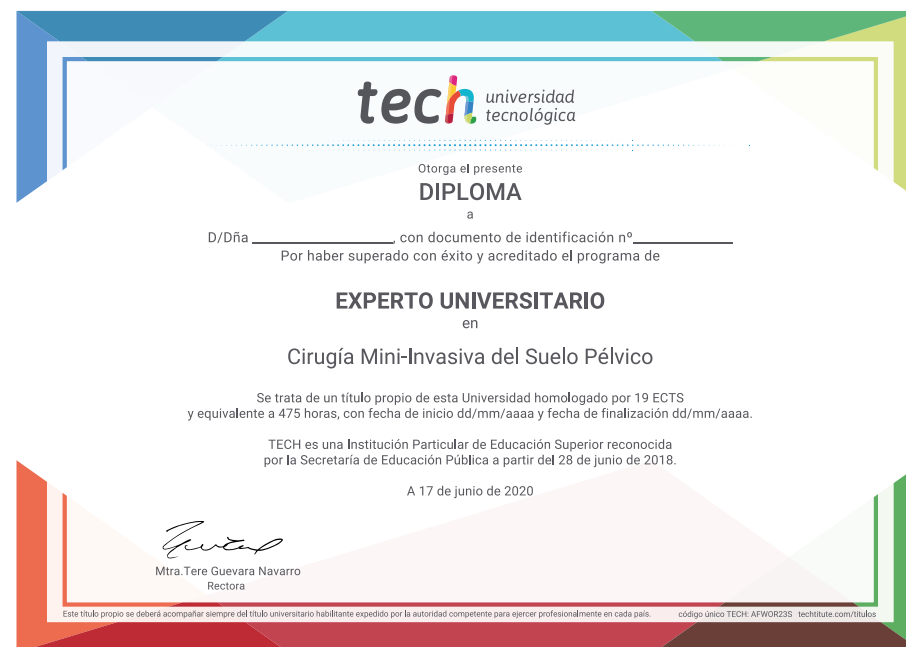 tech universidad
tecnológica
Otorga el presente
DIPLOMA
a
D/Dña ____________________, con documento de identificación nº______________
Por haber superado con éxito y acreditado el programa de
EXPERTO UNIVERSITARIO
en
Cirugía Mini-Invasiva del Suelo Pélvico
Se trata de un título propio de esta Universidad homologado por 19 ECTS
y equivalente a 475 horas, con fecha de inicio dd/mm/aaaa y fecha de finalización dd/mm/aaaa.
TECH es una Institución Particular de Educación Superior reconocida
por la Secretaría de Educación Pública a partir del 28 de junio de 2018.
A 17 de junio de 2020
Mtra.Tere Guevara Navarro
Rectora
Este título propio se deberá acompañar siempre del título universitario habilitante expedido por la autoridad competente para ejercer profesionalmente en cada país. código único TECH: AFWOR23S techtitute.com/titulos